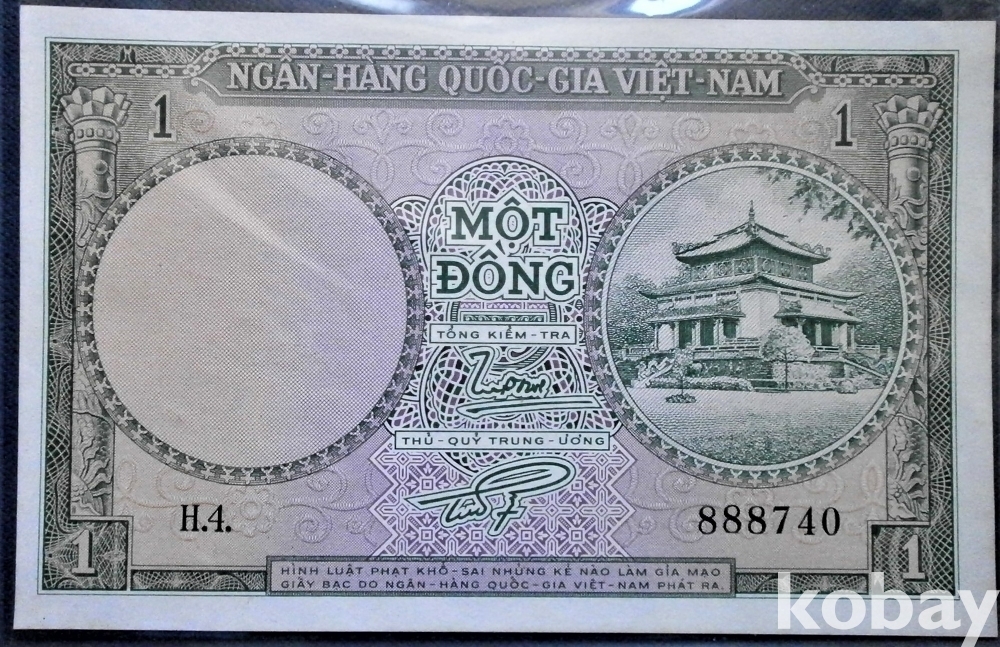 NGÂN-HÀNG QUỐC-GIA VIỆT-NAM
1
1
MỘT
ĐỒNG
TỔNG KIỂM-TRA
THỦ-QUỸ TRUNG-ƯƠNG
H.4.
888740
1
1
HÌNH LUẬT PHẠT KHỔ-SAI NHỮNG KẺ NÀO LÀM GIẢ MẠO
GIẤY BẠC DO NGÂN-HÀNG QUỐC-GIA VIỆT-NAM PHÁT RA.
kobay